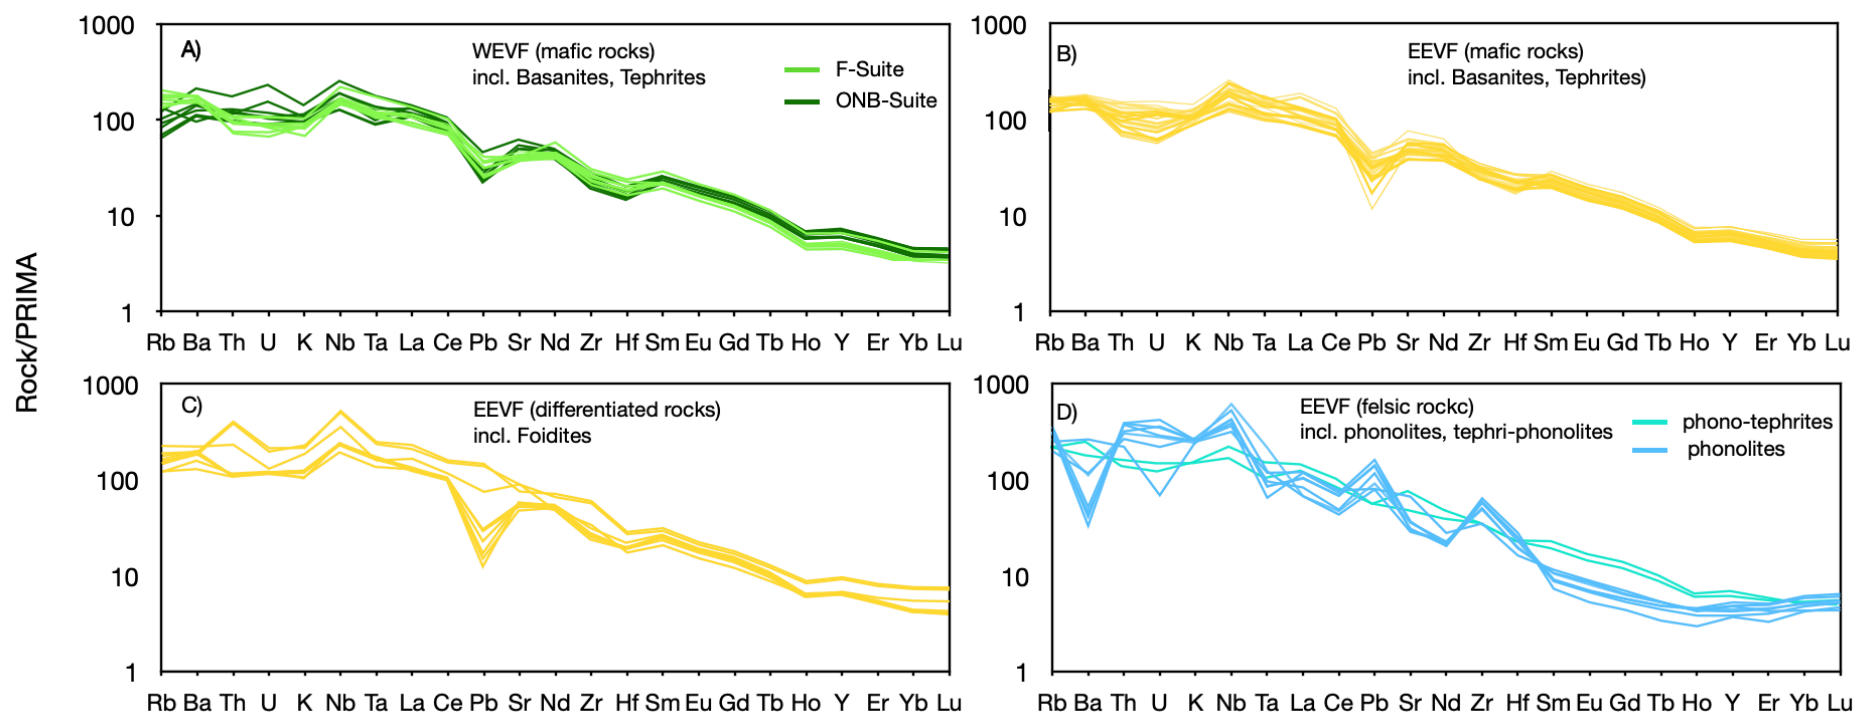 Rock/PRIMA
1000
100
10
1
A)
WEVF (mafic rocks)
incl. Basanites, Tephrites
F-Suite
ONB-Suite
Rb Ba Th U K Nb Ta La Ce Pb Sr Nd Zr Hf Sm Eu Gd Tb Ho Y Er Yb Lu
1000
100
10
1
B)
EEVF (mafic rocks)
incl. Basanites, Tephrites)
Rb Ba Th U K Nb Ta La Ce Pb Sr Nd Zr Hf Sm Eu Gd Tb Ho Y Er Yb Lu
1000
100
10
1
C)
EEVF (differentiated rocks)
incl. Foidites
Rb Ba Th U K Nb Ta La Ce Pb Sr Nd Zr Hf Sm Eu Gd Tb Ho Y Er Yb Lu
1000
100
10
1
D)
EEVF (felsic rockc)
incl. phonolites, tephri-phonolites
phono-tephrites
phonolites
Rb Ba Th U K Nb Ta La Ce Pb Sr Nd Zr Hf Sm Eu Gd Tb Ho Y Er Yb Lu